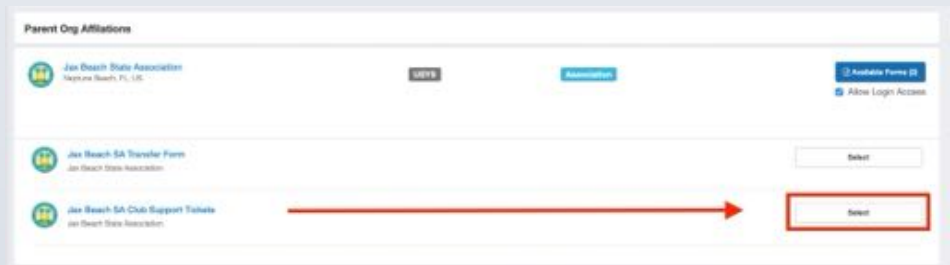 Parent Org Affiliations
Jax Beach State Association
Neptune Beach, FL, US
USYS
Association
Available Forms (2)
Allow Login Access
Jax Beach SA Transfer Form
Jax Beach State Association
Select
Jax Beach SA Club Support Tickets
Jax Beach State Association
Select